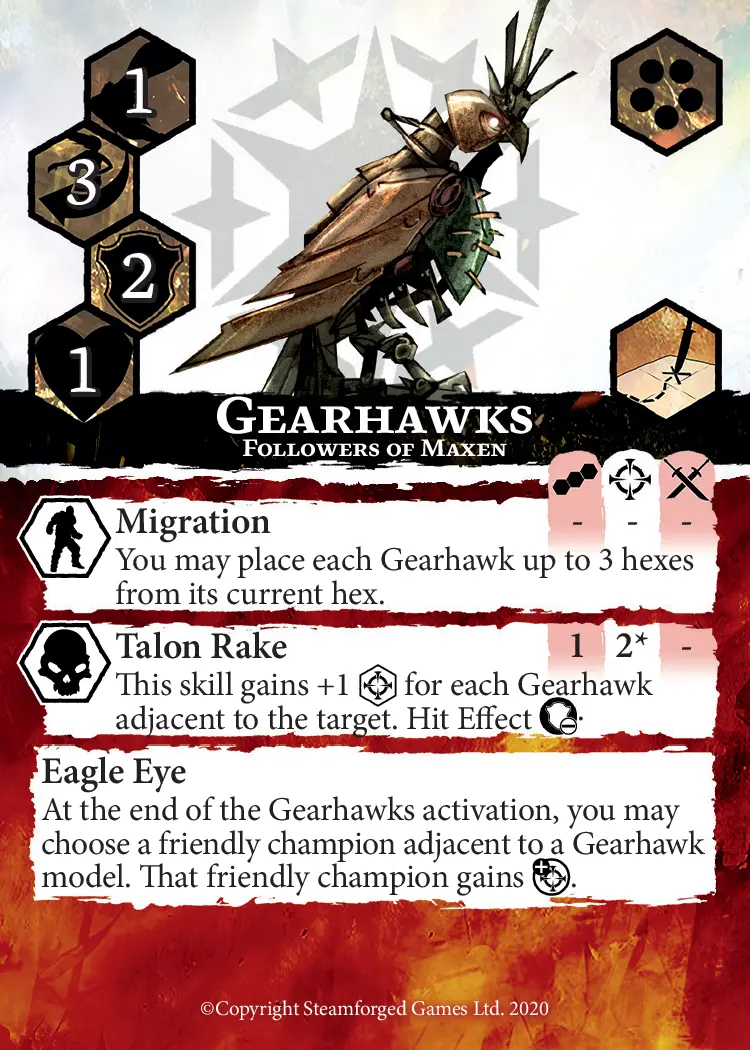 1
3
2
1
Gearhawks
Followers of Maxen
Migration - - -
You may place each Gearhawk up to 3 hexes
from its current hex.
Talon Rake 1 2* -
This skill gains +1 for each Gearhawk
adjacent to the target. Hit Effect .
Eagle Eye
At the end of the Gearhawks activation, you may
choose a friendly champion adjacent to a Gearhawk
model. That friendly champion gains .
©Copyright Steamforged Games Ltd. 2020